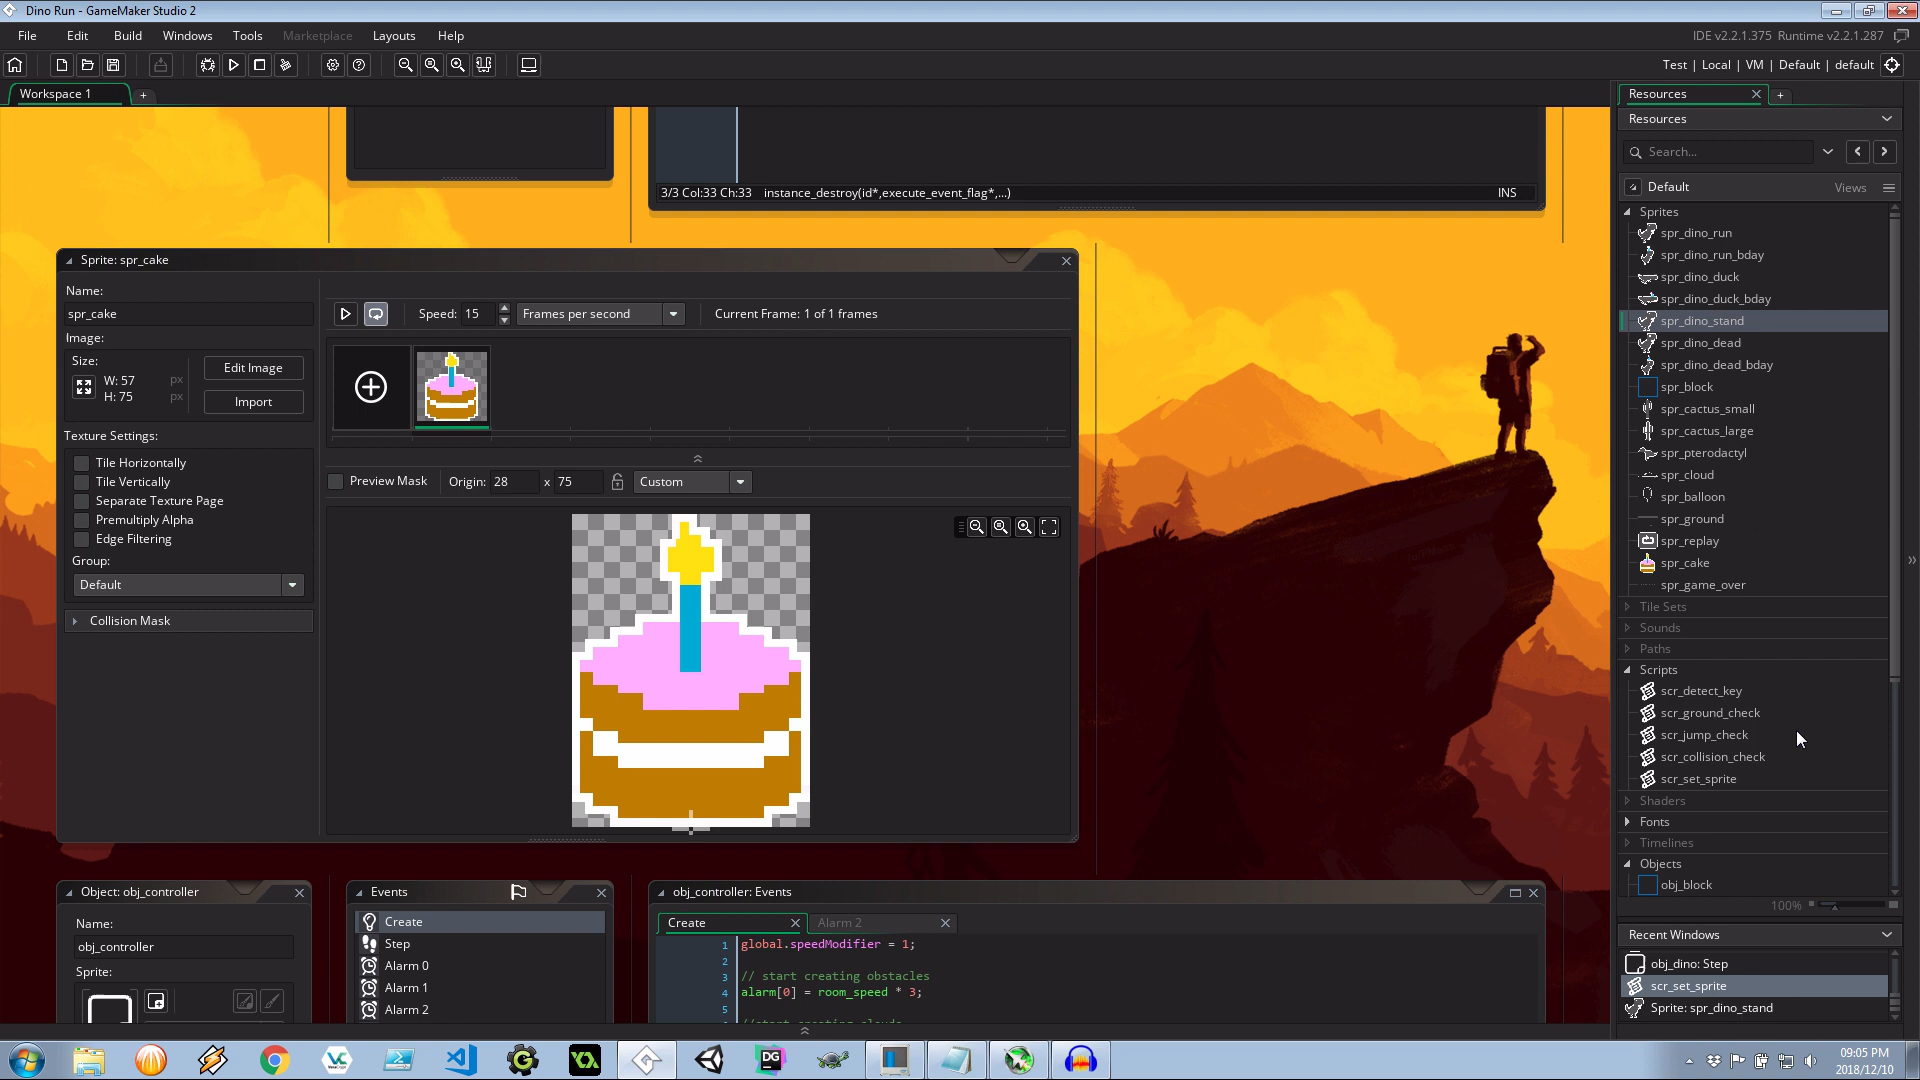 Dino Run - GameMaker Studio 2
File Edit Build Windows Tools Marketplace Layouts Help
IDE v2.2.1.375 Runtime v2.2.1.287
Test | Local | VM | Default | default
Workspace 1
3/3 Col:33 Ch:33 instance_destroy(id*,execute_event_flag*,...) INS
Sprite: spr_cake
Name:
spr_cake
Image:
Size:
W: 57 px
H: 75 px
Edit Image
Import
Texture Settings:
Tile Horizontally
Tile Vertically
Separate Texture Page
Premultiply Alpha
Edge Filtering
Group:
Default
Collision Mask
Speed: 15 Frames per second Current Frame: 1 of 1 frames
Preview Mask Origin: 28 x 75 Custom
Object: obj_controller
Name:
obj_controller
Sprite:
Events
Create
Step
Alarm 0
Alarm 1
Alarm 2
obj_controller: Events
Create Alarm 2
1 global.speedModifier = 1;
2
3 // start creating obstacles
4 alarm[0] = room_speed * 3;
5
Resources
Resources
Search...
Default Views
Sprites
spr_dino_run
spr_dino_run_bday
spr_dino_duck
spr_dino_duck_bday
spr_dino_stand
spr_dino_dead
spr_dino_dead_bday
spr_block
spr_cactus_small
spr_cactus_large
spr_pterodactyl
spr_cloud
spr_balloon
spr_ground
spr_replay
spr_cake
spr_game_over
Tile Sets
Sounds
Paths
Scripts
scr_detect_key
scr_ground_check
scr_jump_check
scr_collision_check
scr_set_sprite
Shaders
Fonts
Timelines
Objects
obj_block
100%
Recent Windows
obj_dino: Step
scr_set_sprite
Sprite: spr_dino_stand
VC
DG
09:05 PM
2018/12/10